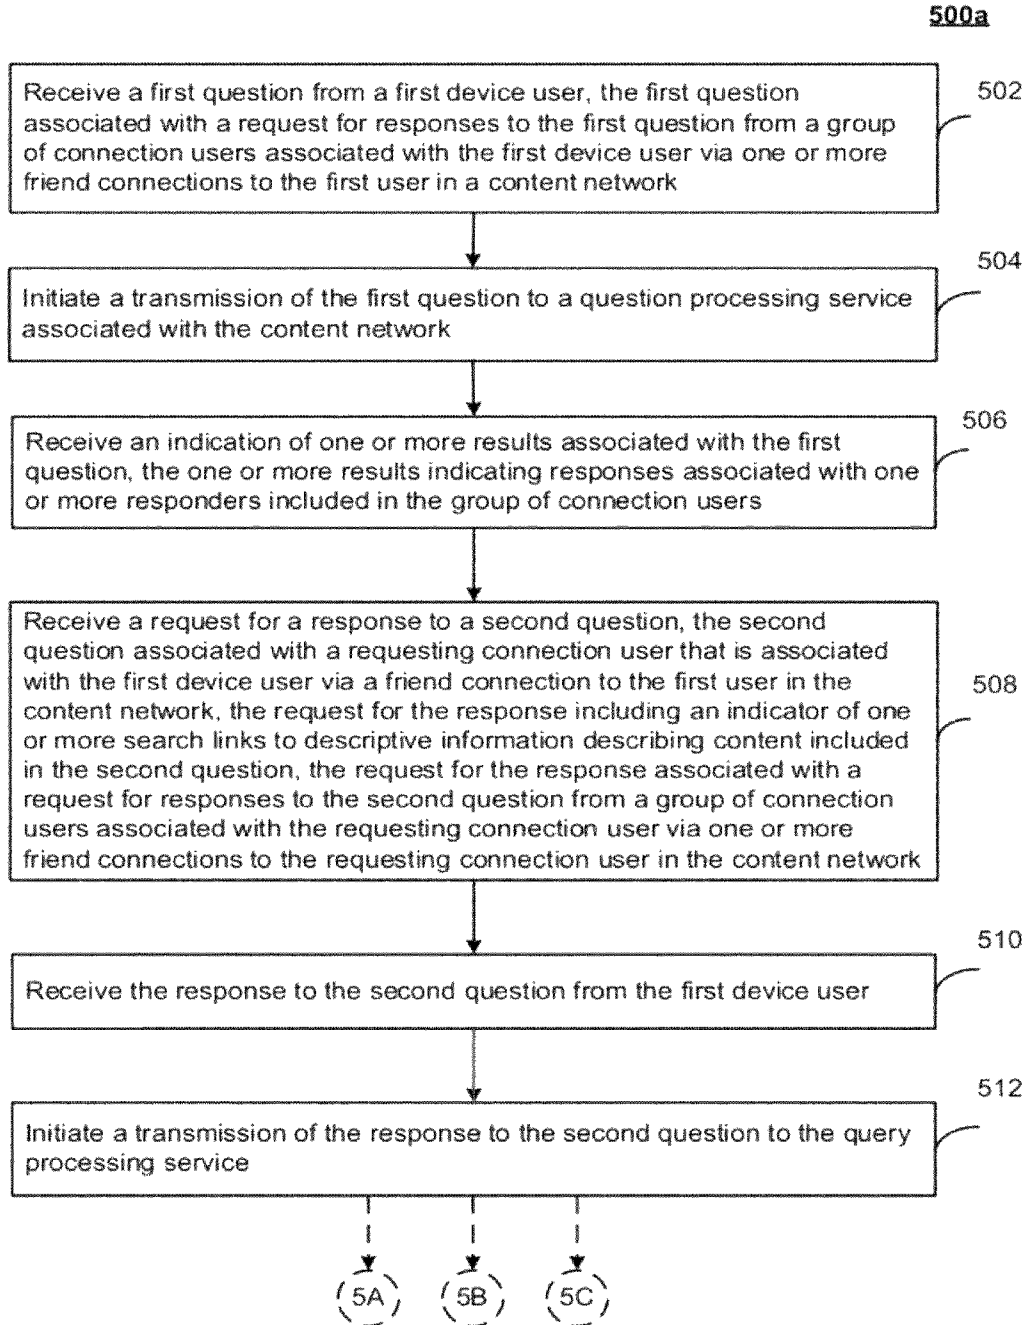 500a
Receive a first question from a first device user, the first question
associated with a request for responses to the first question from a group
of connection users associated with the first device user via one or more
friend connections to the first user in a content network
502
Initiate a transmission of the first question to a question processing service
associated with the content network
504
Receive an indication of one or more results associated with the first
question, the one or more results indicating responses associated with one
or more responders included in the group of connection users
506
Receive a request for a response to a second question, the second
question associated with a requesting connection user that is associated
with the first device user via a friend connection to the first user in the
content network, the request for the response including an indicator of one
or more search links to descriptive information describing content included
in the second question, the request for the response associated with a
request for responses to the second question from a group of connection
users associated with the requesting connection user via one or more
friend connections to the requesting connection user in the content network
508
Receive the response to the second question from the first device user
510
Initiate a transmission of the response to the second question to the query
processing service
512
5A
5B
5C